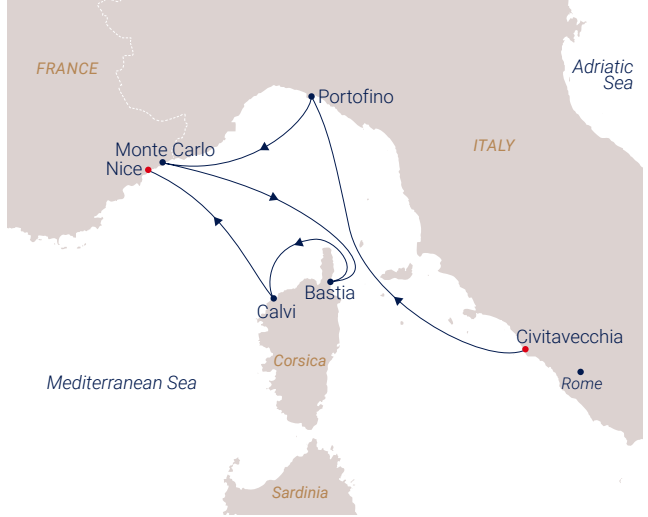 FRANCE
Adriatic
Sea
Portofino
ITALY
Monte Carlo
Nice
Bastia
Calvi
Civitavecchia
Corsica
Mediterranean Sea
Rome
Sardinia